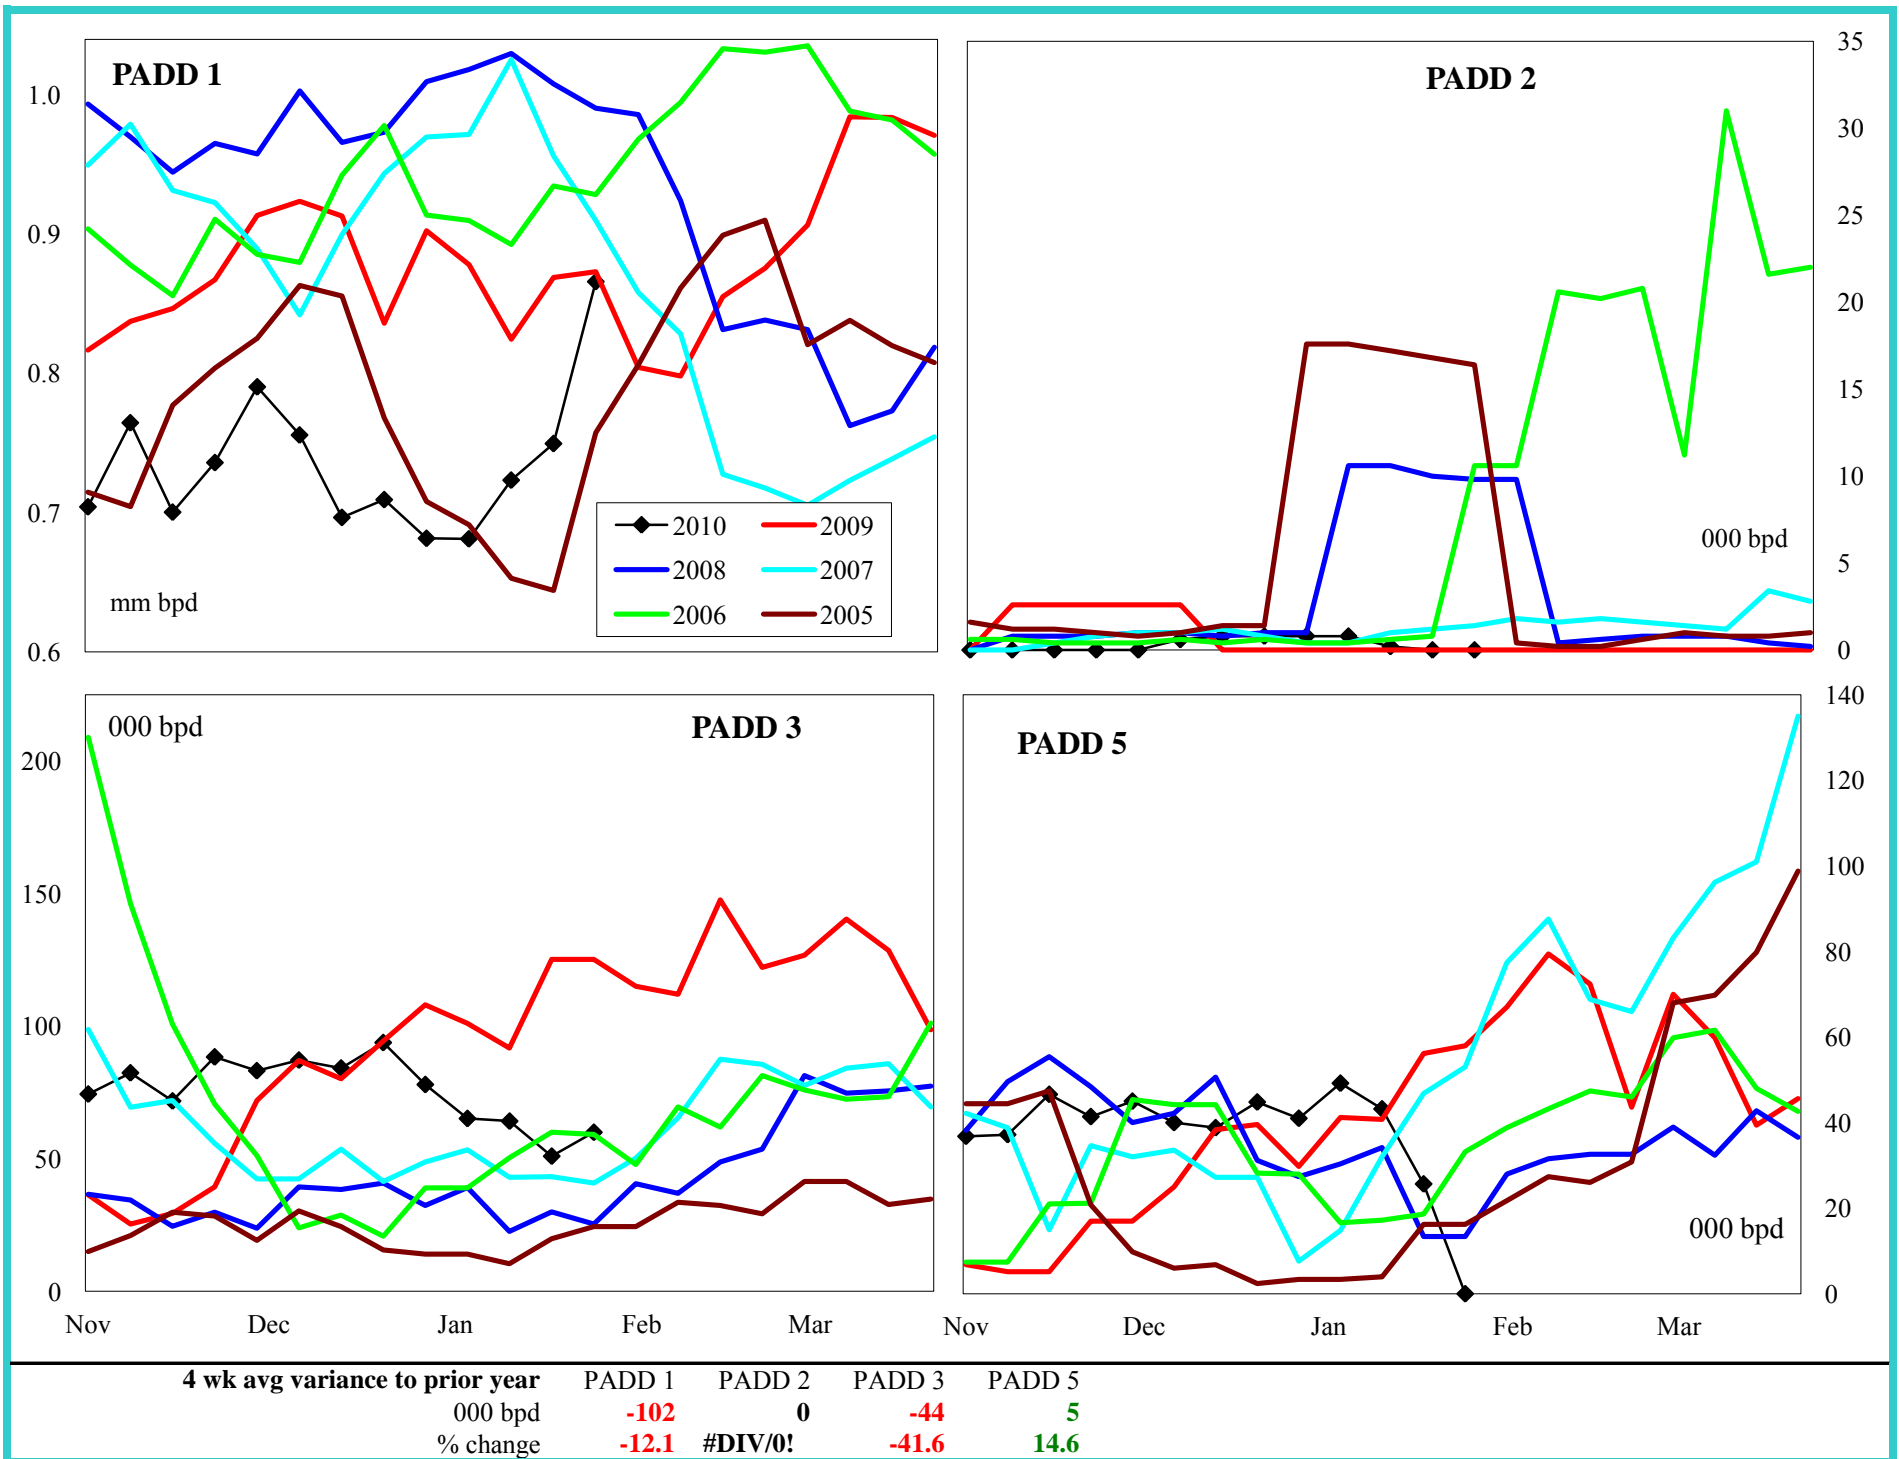 PADD 1
1.0
0.9
0.8
0.7
0.6
mm bpd
2010 2009
2008 2007
2006 2005
PADD 2
35
30
25
20
15
10
5
0
000 bpd
000 bpd
PADD 3
200
150
100
50
0
Nov Dec Jan Feb Mar
PADD 5
140
120
100
80
60
40
20
0
000 bpd
Nov Dec Jan Feb Mar
4 wk avg variance to prior year PADD 1 PADD 2 PADD 3 PADD 5
000 bpd -102 0 -44 5
% change -12.1 #DIV/0! -41.6 14.6